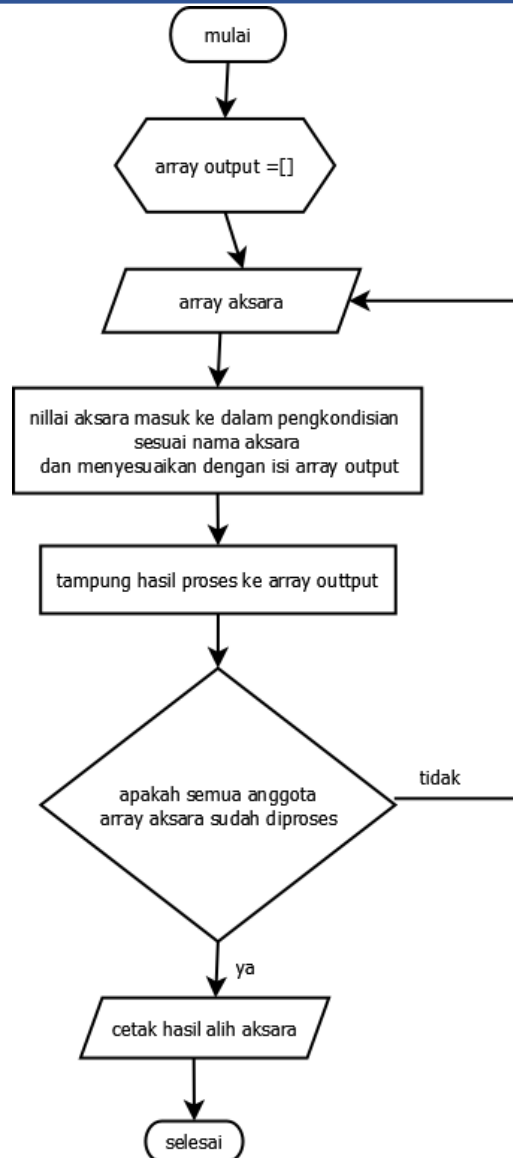 mulai
array output =[]
array aksara
nillai aksara masuk ke dalam pengkondisian
sesuai nama aksara
dan menyesuaikan dengan isi array output
tampung hasil proses ke array outtput
apakah semua anggota
array aksara sudah diproses
tidak
ya
cetak hasil alih aksara
selesai